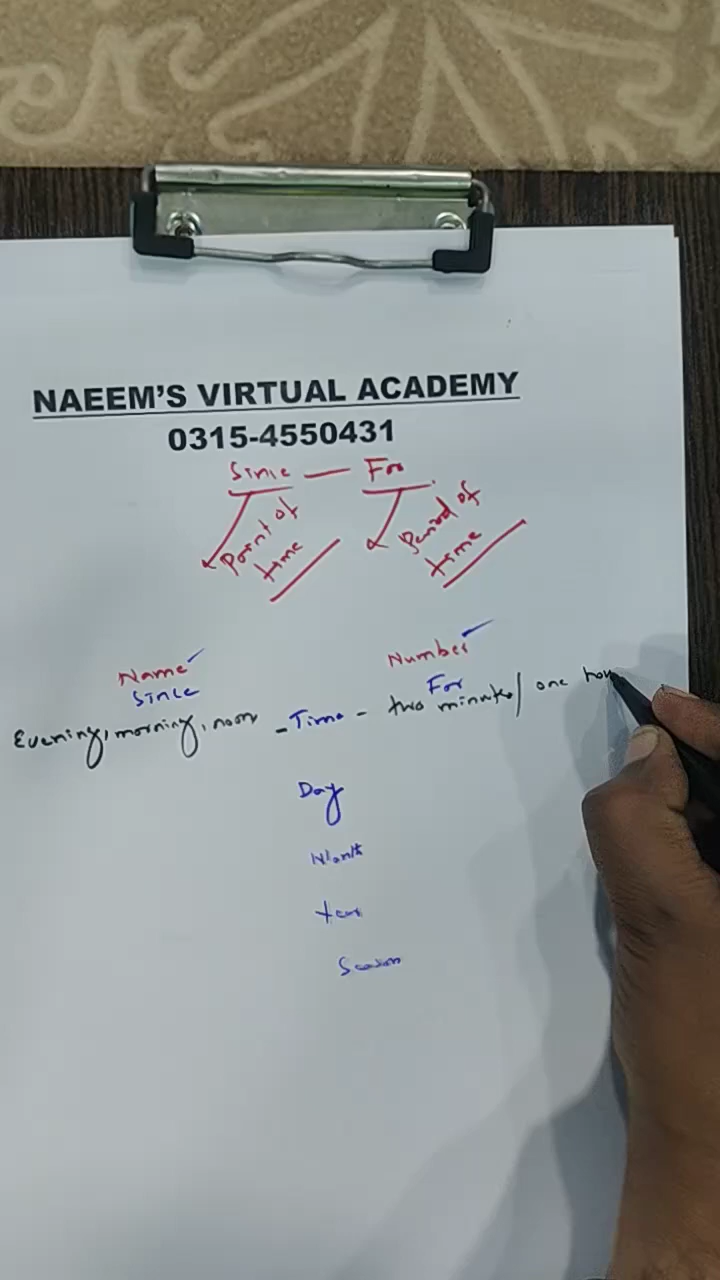 NAEEM'S VIRTUAL ACADEMY
0315-4550431
Since — For
Point of time
Period of time
Name Number
Since For
Evening, morning, noon - Time - two minutes / one hou
Day
Month
Year
Season